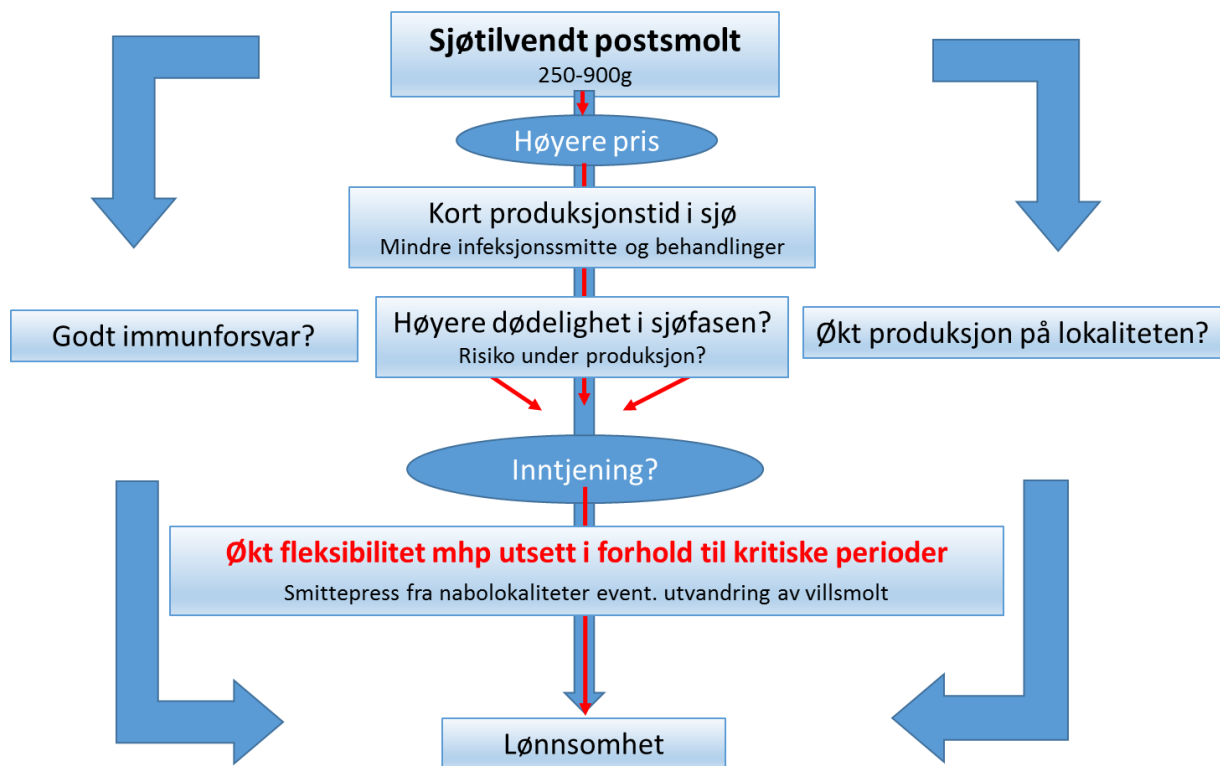 Sjøtilvendt postsmolt
250-900g
Høyere pris
Kort produksjonstid i sjø
Mindre infeksjonssmitte og behandlinger
Godt immunforsvar?
Høyere dødelighet i sjøfasen?
Risiko under produksjon?
Økt produksjon på lokaliteten?
Inntjening?
Økt fleksibilitet mhp utsett i forhold til kritiske perioder
Smittepress fra nabolokaliteter event. utvandring av villsmolt
Lønnsomhet